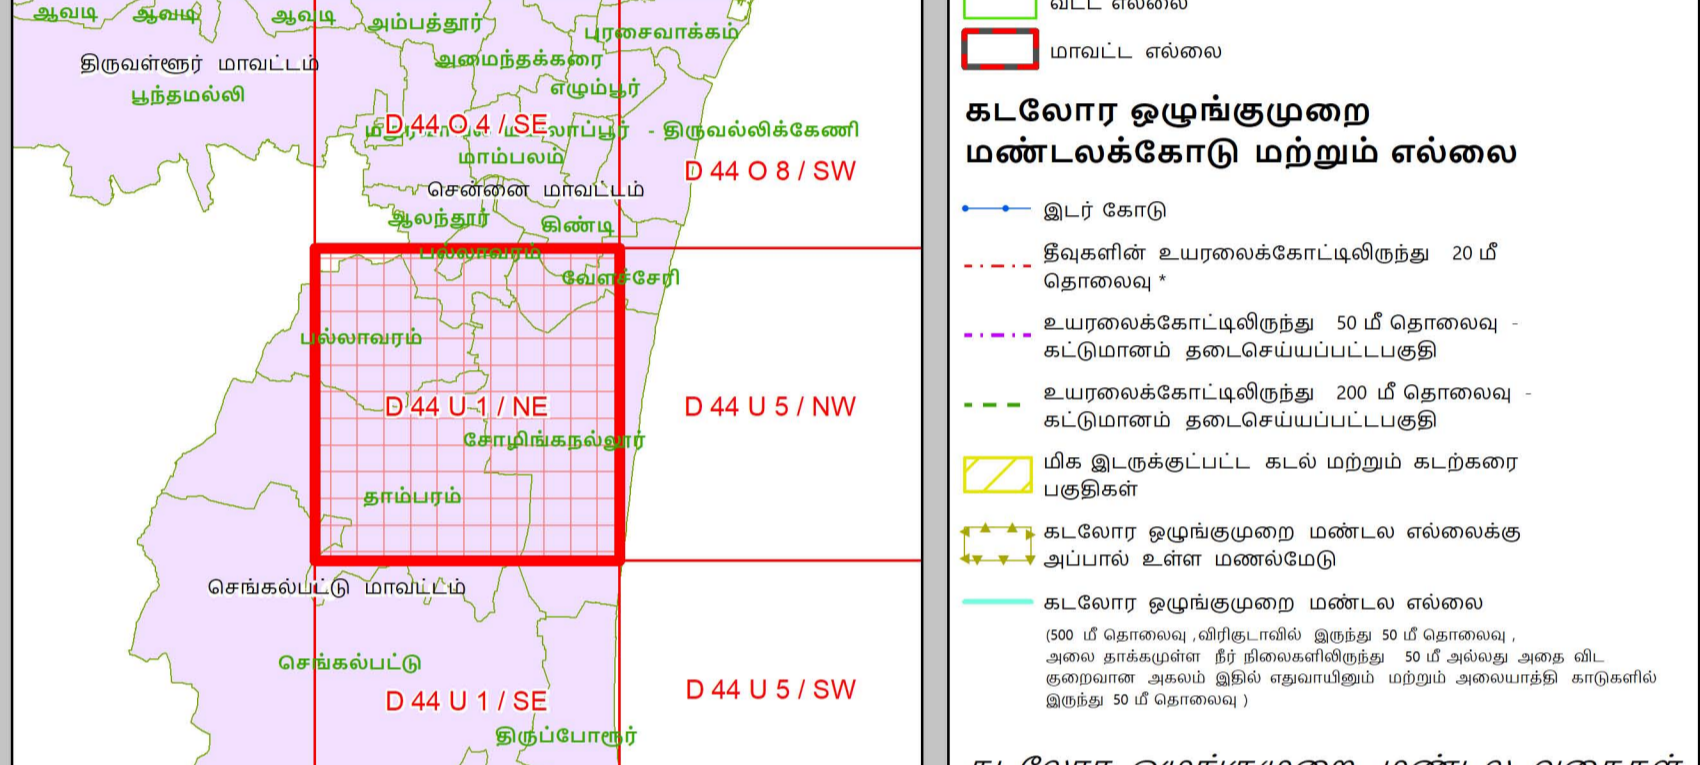 ஆவடி ஆவடி ஆவடி அம்பத்தூர்
புரசைவாக்கம்
திருவள்ளூர் மாவட்டம்
அமைந்தக்கரை
பூந்தமல்லி
எழும்பூர்
D 44 O 4 / SE
- திருவல்லிக்கேணி
மாம்பலம்
D 44 O 8 / SW
சென்னை மாவட்டம்
ஆலந்தூர்
கிண்டி
பல்லாவரம்
வேளச்சேரி
பல்லாவரம்
D 44 U 1 / NE
D 44 U 5 / NW
சோழிங்கநல்லூர்
தாம்பரம்
செங்கல்பட்டு மாவட்டம்
செங்கல்பட்டு
D 44 U 1 / SE
D 44 U 5 / SW
திருப்போரூர்
வட்ட எல்லை
மாவட்ட எல்லை
கடலோர ஒழுங்குமுறை
மண்டலக்கோடு மற்றும் எல்லை
இடர் கோடு
தீவுகளின் உயரலைக்கோட்டிலிருந்து 20 மீ
தொலைவு *
உயரலைக்கோட்டிலிருந்து 50 மீ தொலைவு -
கட்டுமானம் தடைசெய்யப்பட்டபகுதி
உயரலைக்கோட்டிலிருந்து 200 மீ தொலைவு -
கட்டுமானம் தடைசெய்யப்பட்டபகுதி
மிக இடருக்குட்பட்ட கடல் மற்றும் கடற்கரை
பகுதிகள்
கடலோர ஒழுங்குமுறை மண்டல எல்லைக்கு
அப்பால் உள்ள மணல்மேடு
கடலோர ஒழுங்குமுறை மண்டல எல்லை
(500 மீ தொலைவு ,விரிகுடாவில் இருந்து 50 மீ தொலைவு ,
அலை தாக்கமுள்ள நீர் நிலைகளிலிருந்து 50 மீ அல்லது அதை விட
குறைவான அகலம் இதில் எதுவாயினும் மற்றும் அலையாத்தி காடுகளில்
இருந்து 50 மீ தொலைவு )